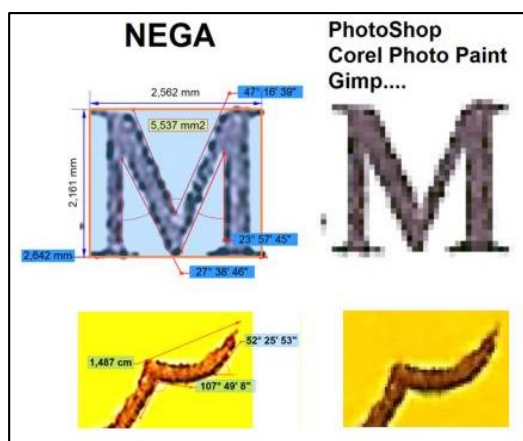 NEGA
PhotoShop
Corel Photo Paint
Gimp....
2,562 mm
47° 16' 39"
5,537 mm2
2,161 mm
M
M
23° 57' 45"
2,642 mm
27° 38' 46"
52° 25' 53"
1,487 cm
107° 49' 8"